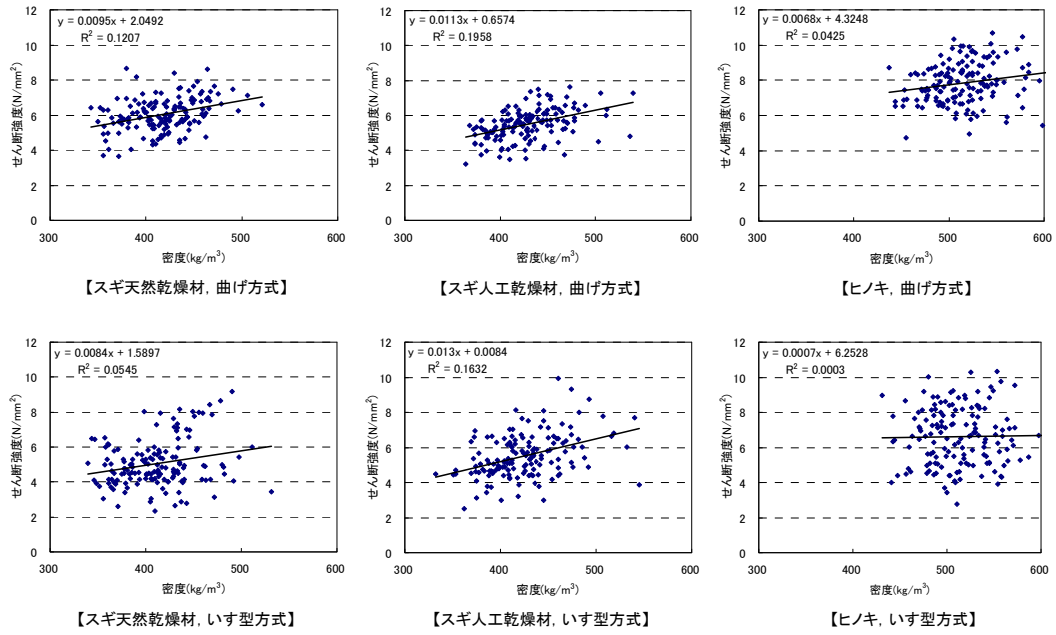 y = 0.0095x + 2.0492
R² = 0.1207
せん断強度(N/mm²)
12
10
8
6
4
2
0
300
400
500
600
密度(kg/m³)
【スギ天然乾燥材, 曲げ方式】
y = 0.0113x + 0.6574
R² = 0.1958
せん断強度(N/mm²)
12
10
8
6
4
2
0
300
400
500
600
密度(kg/m³)
【スギ人工乾燥材, 曲げ方式】
y = 0.0068x + 4.3248
R² = 0.0425
せん断強度(N/mm²)
12
10
8
6
4
2
0
300
400
500
600
密度(kg/m³)
【ヒノキ, 曲げ方式】
y = 0.0084x + 1.5897
R² = 0.0545
せん断強度(N/mm²)
12
10
8
6
4
2
0
300
400
500
600
密度(kg/m³)
【スギ天然乾燥材, いす型方式】
y = 0.013x + 0.0084
R² = 0.1632
せん断強度(N/mm²)
12
10
8
6
4
2
0
300
400
500
600
密度(kg/m³)
【スギ人工乾燥材, いす型方式】
y = 0.0007x + 6.2528
R² = 0.0003
せん断強度(N/mm²)
12
10
8
6
4
2
0
300
400
500
600
密度(kg/m³)
【ヒノキ, いす型方式】